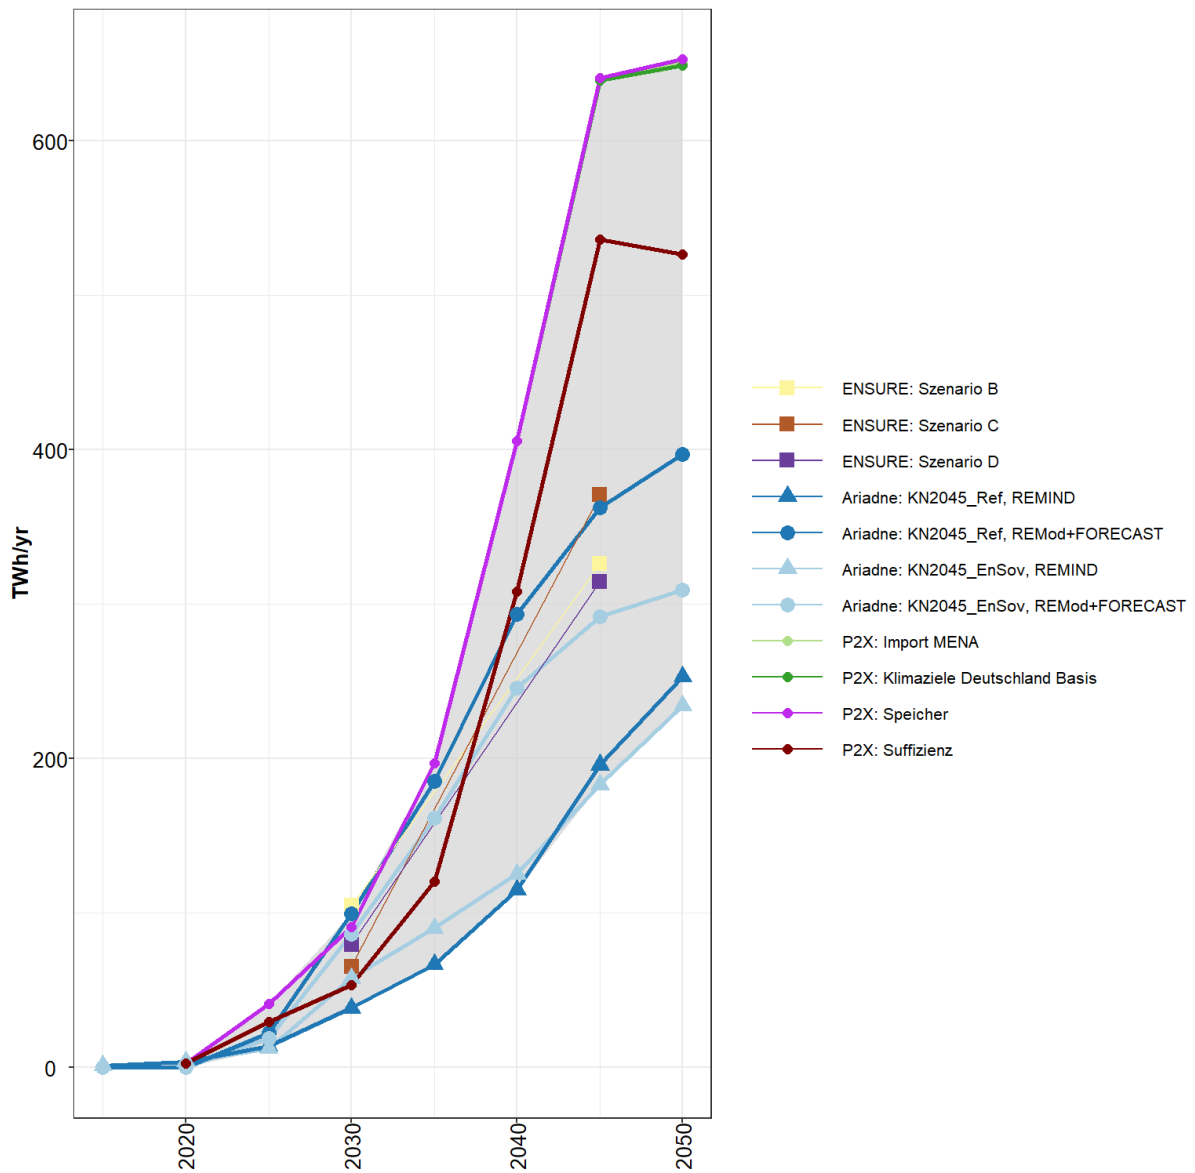 TWh/yr
600
400
200
0
2020
2030
2040
2050
ENSURE: Szenario B
ENSURE: Szenario C
ENSURE: Szenario D
Ariadne: KN2045_Ref, REMIND
Ariadne: KN2045_Ref, REMod+FORECAST
Ariadne: KN2045_EnSov, REMIND
Ariadne: KN2045_EnSov, REMod+FORECAST
P2X: Import MENA
P2X: Klimaziele Deutschland Basis
P2X: Speicher
P2X: Suffizienz